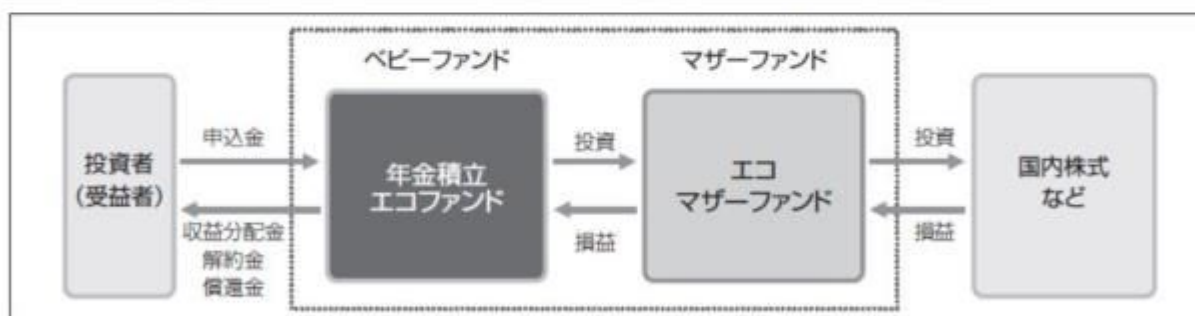 ベビーファンド
マザーファンド
投資者
(受益者)
申込金
収益分配金
解約金
償還金
年金積立
エコファンド
投資
損益
エコ
マザーファンド
投資
損益
国内株式
など